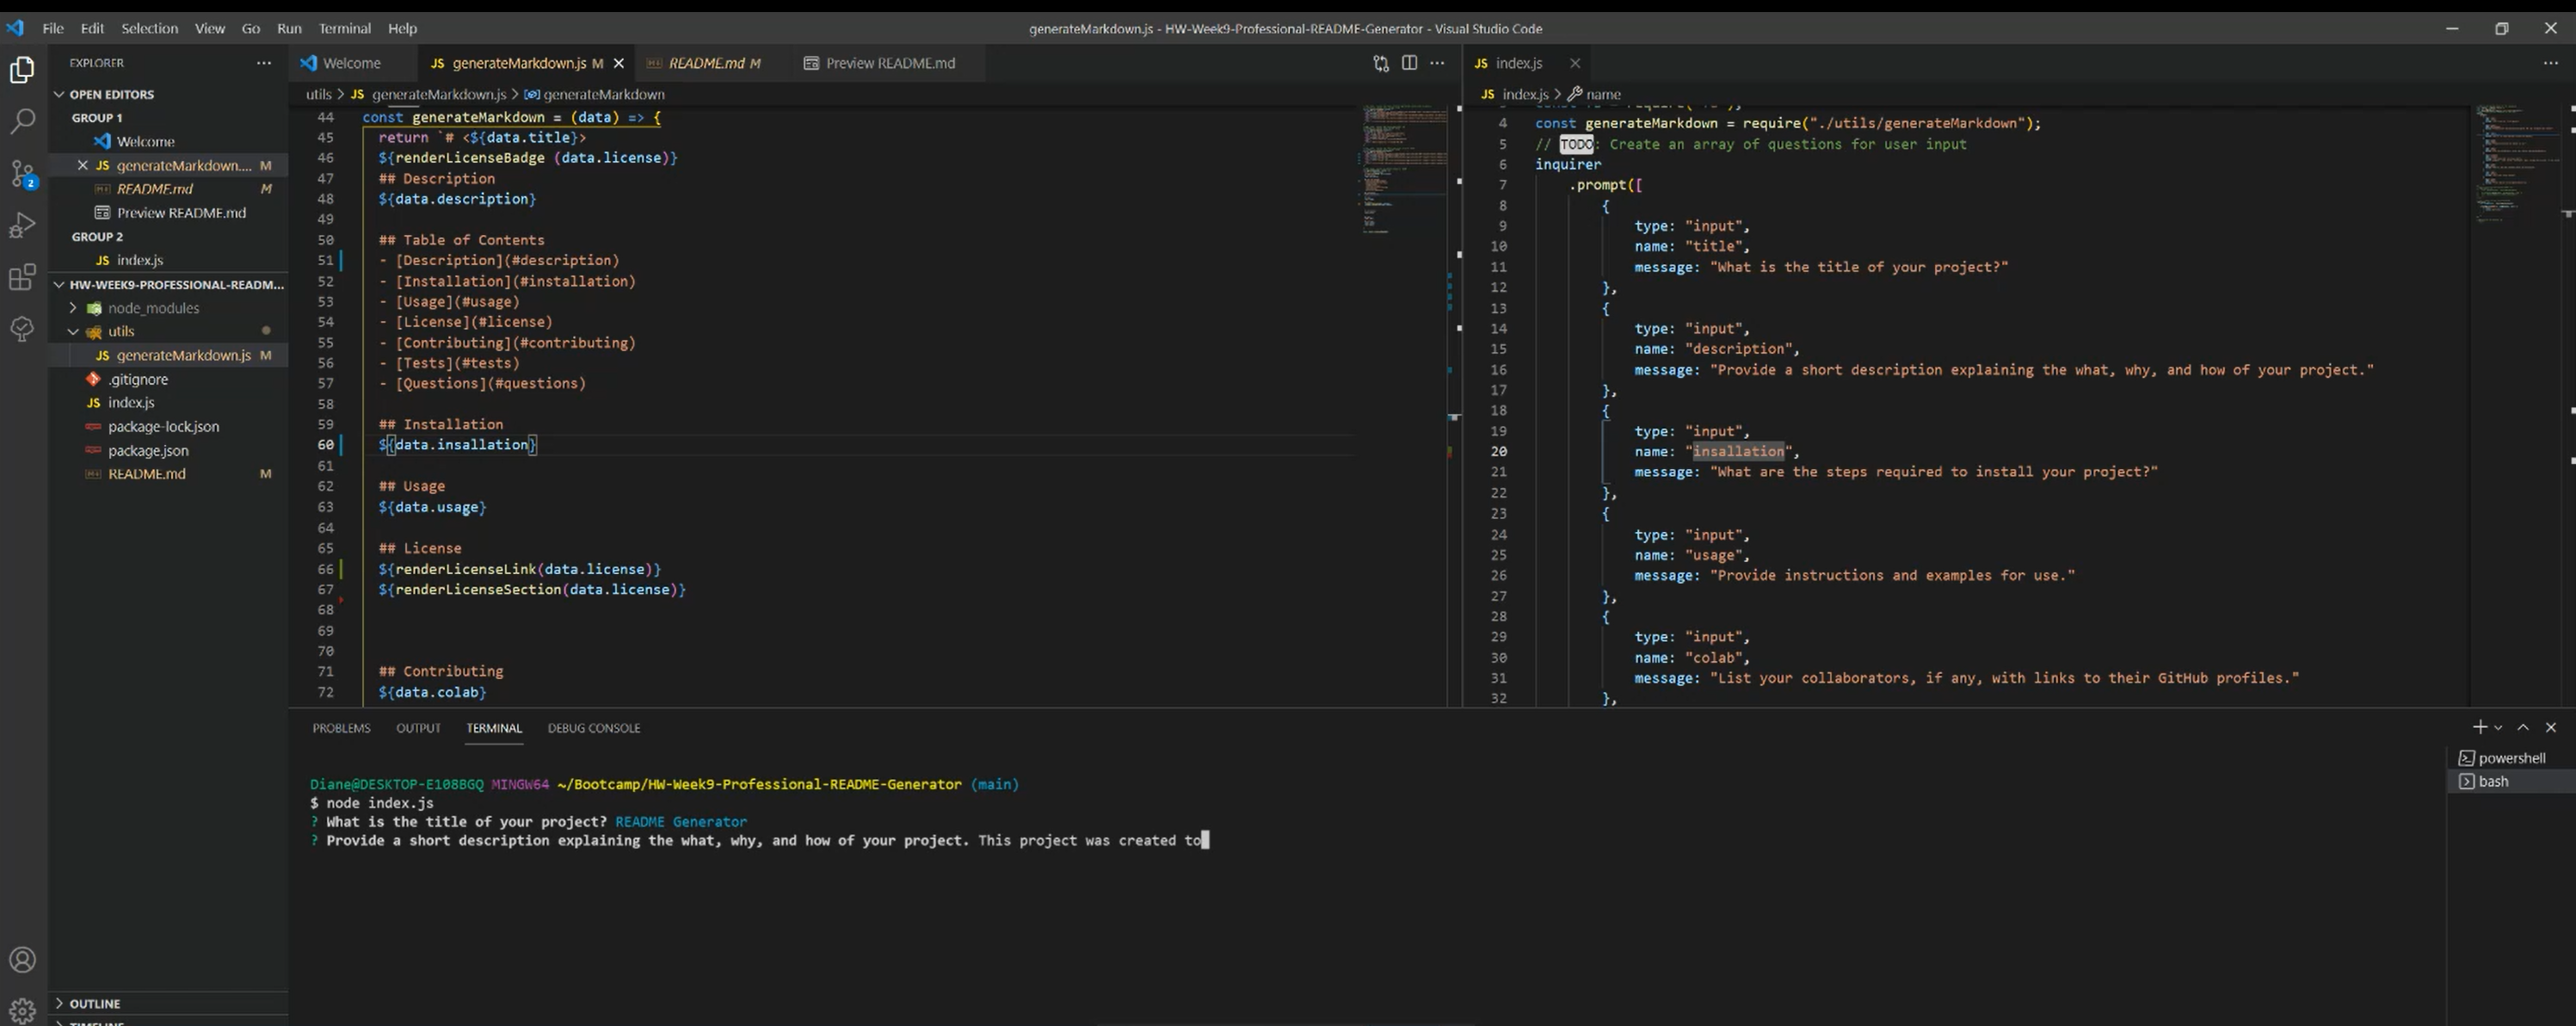 File Edit Selection View Go Run Terminal Help
generateMarkdown.js - HW-Week9-Professional-README-Generator - Visual Studio Code
EXPLORER
OPEN EDITORS
GROUP 1
Welcome
generateMarkdown.... M
README.md M
Preview README.md
GROUP 2
index.js
HW-WEEK9-PROFESSIONAL-READM...
node_modules
utils
generateMarkdown.js M
.gitignore
index.js
package-lock.json
package.json
README.md M
OUTLINE
TIMELINE
2
Welcome
JS generateMarkdown.js M
README.md M
Preview README.md
utils > JS generateMarkdown.js > generateMarkdown
44 const generateMarkdown = (data) => {
45 return `# <${data.title}>
46 ${renderLicenseBadge (data.license)}
47 ## Description
48 ${data.description}
49
50 ## Table of Contents
51 - [Description](#description)
52 - [Installation](#installation)
53 - [Usage](#usage)
54 - [License](#license)
55 - [Contributing](#contributing)
56 - [Tests](#tests)
57 - [Questions](#questions)
58
59 ## Installation
60 ${data.insallation}
61
62 ## Usage
63 ${data.usage}
64
65 ## License
66 ${renderLicenseLink(data.license)}
67 ${renderLicenseSection(data.license)}
68
69
70
71 ## Contributing
72 ${data.colab}
JS index.js
JS index.js > name
4 const generateMarkdown = require("./utils/generateMarkdown");
5 // TODO: Create an array of questions for user input
6 inquirer
7 .prompt([
8 {
9 type: "input",
10 name: "title",
11 message: "What is the title of your project?"
12 },
13 {
14 type: "input",
15 name: "description",
16 message: "Provide a short description explaining the what, why, and how of your project."
17 },
18 {
19 type: "input",
20 name: "insallation",
21 message: "What are the steps required to install your project?"
22 },
23 {
24 type: "input",
25 name: "usage",
26 message: "Provide instructions and examples for use."
27 },
28 {
29 type: "input",
30 name: "colab",
31 message: "List your collaborators, if any, with links to their GitHub profiles."
32 },
PROBLEMS OUTPUT TERMINAL DEBUG CONSOLE
Diane@DESKTOP-E108BGQ MINGW64 ~/Bootcamp/HW-Week9-Professional-README-Generator (main)
$ node index.js
? What is the title of your project? README Generator
? Provide a short description explaining the what, why, and how of your project. This project was created to
powershell
bash